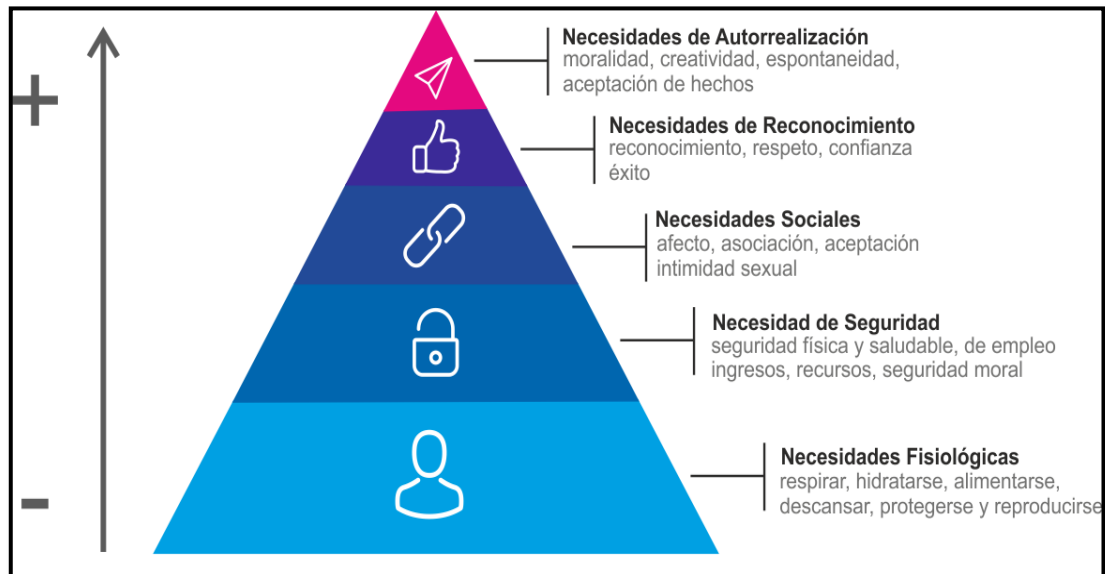 +
Necesidades de Autorrealización
moralidad, creatividad, espontaneidad,
aceptación de hechos
Necesidades de Reconocimiento
reconocimiento, respeto, confianza
éxito
Necesidades Sociales
afecto, asociación, aceptación
intimidad sexual
Necesidad de Seguridad
seguridad física y saludable, de empleo
ingresos, recursos, seguridad moral
Necesidades Fisiológicas
respirar, hidratarse, alimentarse,
descansar, protegerse y reproducirse
-